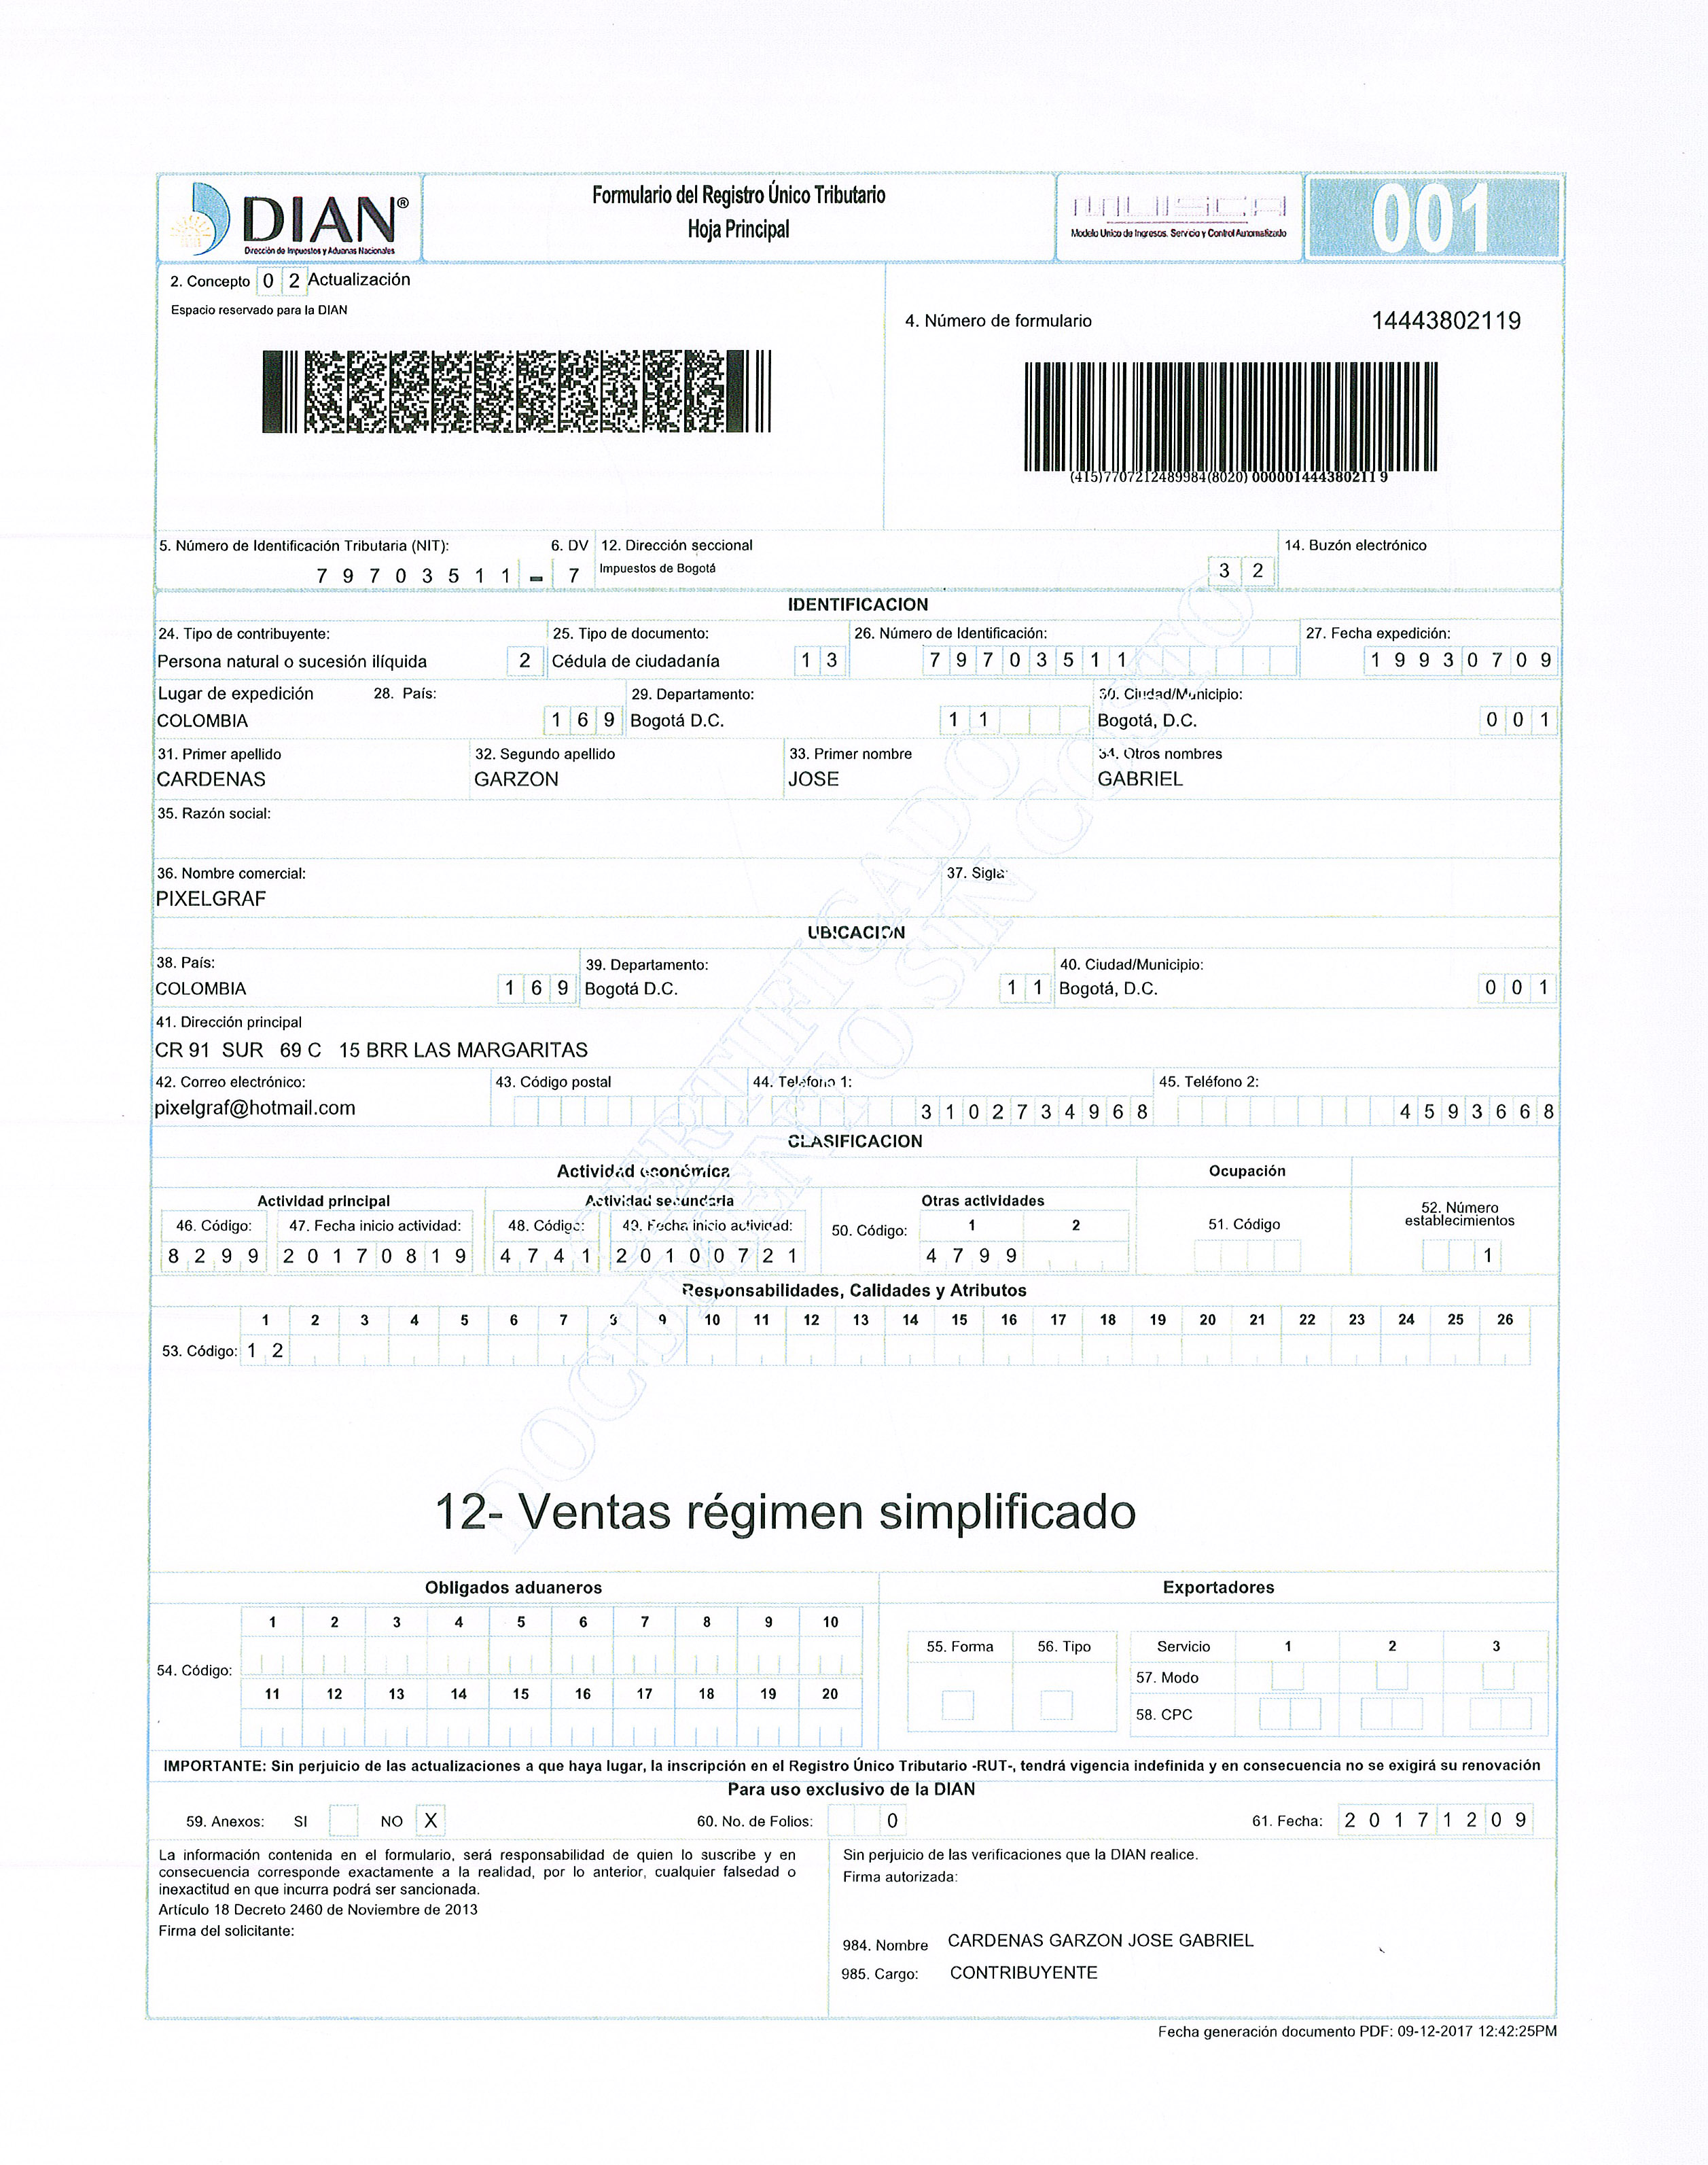 DIAN®
Dirección de Impuestos y Aduanas Nacionales
Formulario del Registro Único Tributario
Hoja Principal
Modelo Unico de Ingresos, Servicio y Control Automatizado
001
2. Concepto 0 2 Actualización
Espacio reservado para la DIAN
4. Número de formulario 14443802119
(415)7707212489984(8020) 000001444380211 9
5. Número de Identificación Tributaria (NIT): 6. DV 12. Dirección seccional 14. Buzón electrónico
7 9 7 0 3 5 1 1 - 7 Impuestos de Bogotá 3 2
IDENTIFICACION
24. Tipo de contribuyente: 25. Tipo de documento: 26. Número de Identificación: 27. Fecha expedición:
Persona natural o sucesión ilíquida 2 Cédula de ciudadanía 1 3 7 9 7 0 3 5 1 1 1 9 9 3 0 7 0 9
Lugar de expedición 28. País: 29. Departamento: 30. Ciudad/Municipio:
COLOMBIA 1 6 9 Bogotá D.C. 1 1 Bogotá, D.C. 0 0 1
31. Primer apellido 32. Segundo apellido 33. Primer nombre 34. Otros nombres
CARDENAS GARZON JOSE GABRIEL
35. Razón social:
36. Nombre comercial: 37. Sigla:
PIXELGRAF
UBICACION
38. País: 39. Departamento: 40. Ciudad/Municipio:
COLOMBIA 1 6 9 Bogotá D.C. 1 1 Bogotá, D.C. 0 0 1
41. Dirección principal
CR 91 SUR 69 C 15 BRR LAS MARGARITAS
42. Correo electrónico: 43. Código postal 44. Teléfono 1: 45. Teléfono 2:
pixelgraf@hotmail.com 3 1 0 2 7 3 4 9 6 8 4 5 9 3 6 6 8
CLASIFICACION
Actividad económica Ocupación
Actividad principal Actividad secundaria Otras actividades 52. Número establecimientos
46. Código: 47. Fecha inicio actividad: 48. Código: 49. Fecha inicio actividad: 50. Código: 1 2 51. Código
8 2 9 9 2 0 1 7 0 8 1 9 4 7 4 1 2 0 1 0 0 7 2 1 4 7 9 9 1
Responsabilidades, Calidades y Atributos
1 2 3 4 5 6 7 8 9 10 11 12 13 14 15 16 17 18 19 20 21 22 23 24 25 26
53. Código: 1 2
12- Ventas régimen simplificado
Obligados aduaneros Exportadores
1 2 3 4 5 6 7 8 9 10
55. Forma 56. Tipo Servicio 1 2 3
54. Código: 57. Modo
11 12 13 14 15 16 17 18 19 20
58. CPC
IMPORTANTE: Sin perjuicio de las actualizaciones a que haya lugar, la inscripción en el Registro Único Tributario -RUT-, tendrá vigencia indefinida y en consecuencia no se exigirá su renovación
Para uso exclusivo de la DIAN
59. Anexos: SI NO X 60. No. de Folios: 0 61. Fecha: 2 0 1 7 1 2 0 9
La información contenida en el formulario, será responsabilidad de quien lo suscribe y en
consecuencia corresponde exactamente a la realidad, por lo anterior, cualquier falsedad o
inexactitud en que incurra podrá ser sancionada.
Artículo 18 Decreto 2460 de Noviembre de 2013
Firma del solicitante:
Sin perjuicio de las verificaciones que la DIAN realice.
Firma autorizada:
984. Nombre CARDENAS GARZON JOSE GABRIEL
985. Cargo: CONTRIBUYENTE
Fecha generación documento PDF: 09-12-2017 12:42:25PM
CERTIFICADO
DOCUMENTO SIN COSTO